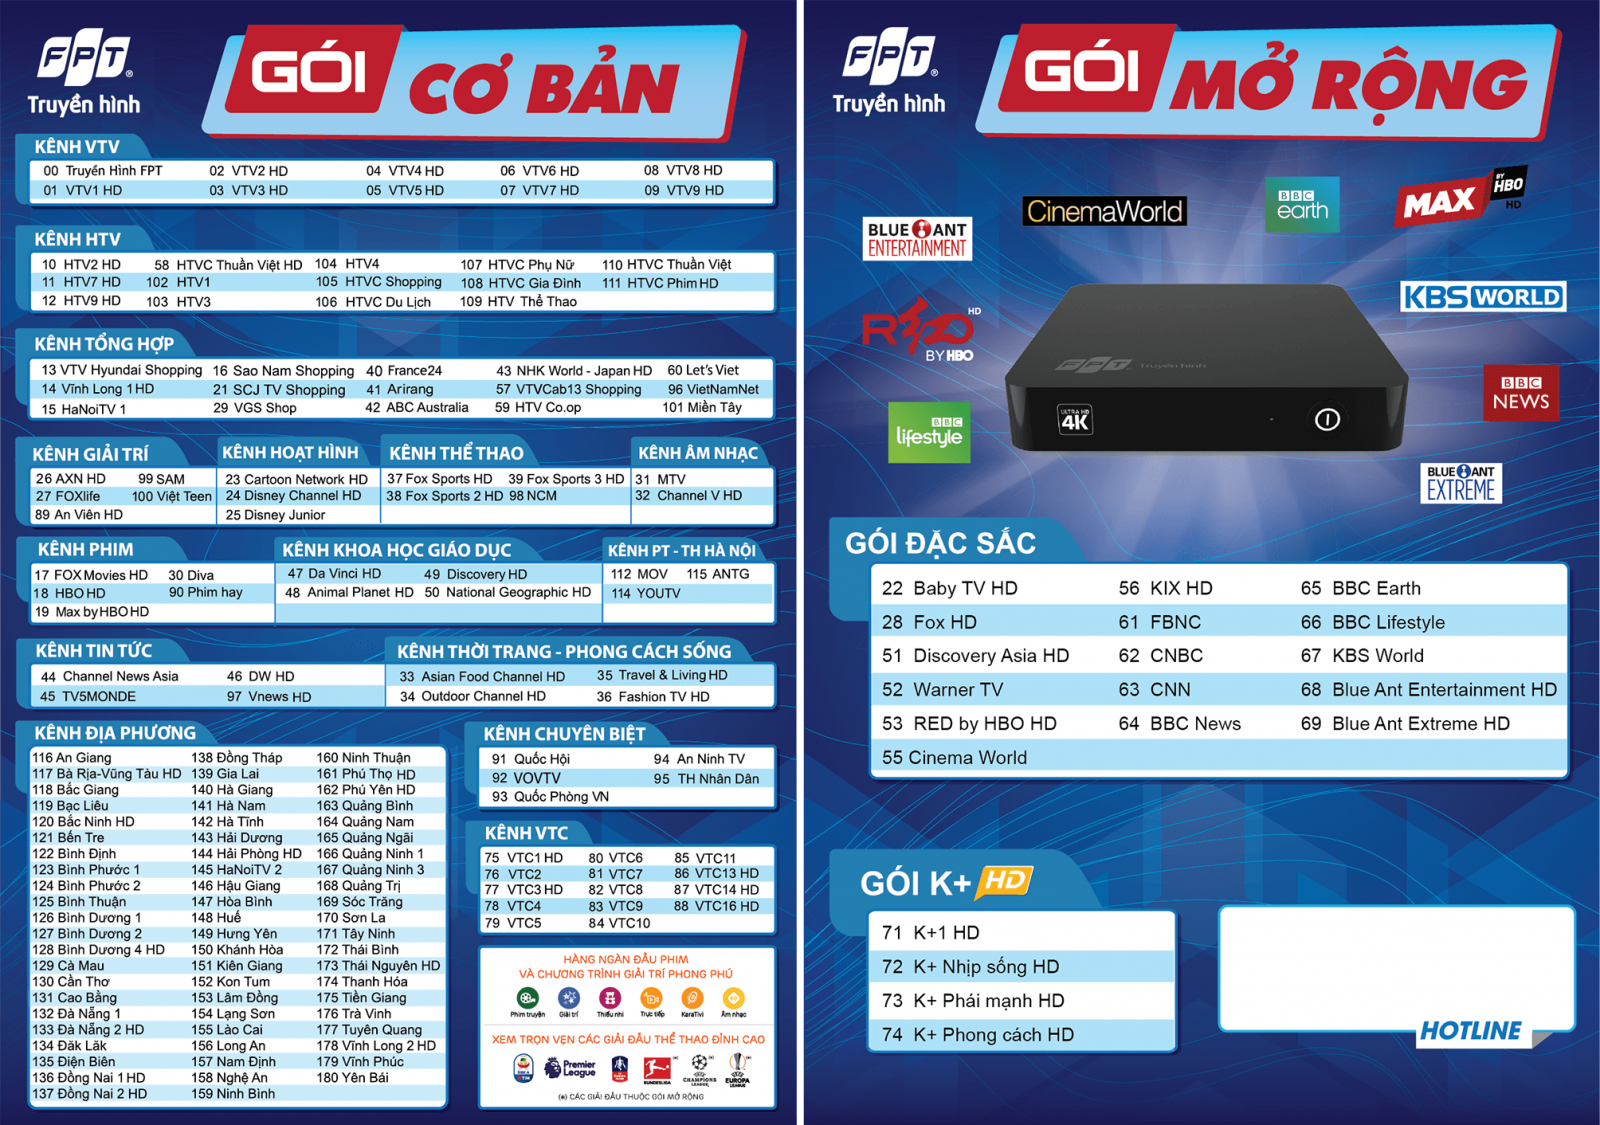 FPT®
Truyền hình
GÓI CƠ BẢN
KÊNH VTV
00 Truyền Hình FPT 02 VTV2 HD 04 VTV4 HD 06 VTV6 HD 08 VTV8 HD
01 VTV1 HD 03 VTV3 HD 05 VTV5 HD 07 VTV7 HD 09 VTV9 HD
KÊNH HTV
10 HTV2 HD 58 HTVC Thuần Việt HD 104 HTV4 107 HTVC Phụ Nữ 110 HTVC Thuần Việt
11 HTV7 HD 102 HTV1 105 HTVC Shopping 108 HTVC Gia Đình 111 HTVC Phim HD
12 HTV9 HD 103 HTV3 106 HTVC Du Lịch 109 HTV Thể Thao
KÊNH TỔNG HỢP
13 VTV Hyundai Shopping 16 Sao Nam Shopping 40 France24 43 NHK World - Japan HD 60 Let's Viet
14 Vĩnh Long 1 HD 21 SCJ TV Shopping 41 Arirang 57 VTVCab13 Shopping 96 VietNamNet
15 HaNoiTV 1 29 VGS Shop 42 ABC Australia 59 HTV Co.op 101 Miền Tây
KÊNH GIẢI TRÍ
26 AXN HD 99 SAM
27 FOXlife 100 Việt Teen
89 An Viên HD
KÊNH HOẠT HÌNH
23 Cartoon Network HD
24 Disney Channel HD
25 Disney Junior
KÊNH THỂ THAO
37 Fox Sports HD 39 Fox Sports 3 HD
38 Fox Sports 2 HD 98 NCM
KÊNH ÂM NHẠC
31 MTV
32 Channel V HD
KÊNH PHIM
17 FOX Movies HD 30 Diva
18 HBO HD 90 Phim hay
19 Max by HBO HD
KÊNH KHOA HỌC GIÁO DỤC
47 Da Vinci HD 49 Discovery HD
48 Animal Planet HD 50 National Geographic HD
KÊNH PT - TH HÀ NỘI
112 MOV 115 ANTG
114 YOUTV
KÊNH TIN TỨC
44 Channel News Asia 46 DW HD
45 TV5MONDE 97 Vnews HD
KÊNH THỜI TRANG - PHONG CÁCH SỐNG
33 Asian Food Channel HD 35 Travel & Living HD
34 Outdoor Channel HD 36 Fashion TV HD
KÊNH ĐỊA PHƯƠNG
116 An Giang 138 Đồng Tháp 160 Ninh Thuận
117 Bà Rịa-Vũng Tàu HD 139 Gia Lai 161 Phú Thọ HD
118 Bắc Giang 140 Hà Giang 162 Phú Yên HD
119 Bạc Liêu 141 Hà Nam 163 Quảng Bình
120 Bắc Ninh HD 142 Hà Tĩnh 164 Quảng Nam
121 Bến Tre 143 Hải Dương 165 Quảng Ngãi
122 Bình Định 144 Hải Phòng HD 166 Quảng Ninh 1
123 Bình Phước 1 145 HaNoiTV 2 167 Quảng Ninh 3
124 Bình Phước 2 146 Hậu Giang 168 Quảng Trị
125 Bình Thuận 147 Hòa Bình 169 Sóc Trăng
126 Bình Dương 1 148 Huế 170 Sơn La
127 Bình Dương 2 149 Hưng Yên 171 Tây Ninh
128 Bình Dương 4 HD 150 Khánh Hòa 172 Thái Bình
129 Cà Mau 151 Kiên Giang 173 Thái Nguyên HD
130 Cần Thơ 152 Kon Tum 174 Thanh Hóa
131 Cao Bằng 153 Lâm Đồng 175 Tiền Giang
132 Đà Nẵng 1 154 Lạng Sơn 176 Trà Vinh
133 Đà Nẵng 2 HD 155 Lào Cai 177 Tuyên Quang
134 Đăk Lăk 156 Long An 178 Vĩnh Long 2 HD
135 Điện Biên 157 Nam Định 179 Vĩnh Phúc
136 Đồng Nai 1 HD 158 Nghệ An 180 Yên Bái
137 Đồng Nai 2 HD 159 Ninh Bình
KÊNH CHUYÊN BIỆT
91 Quốc Hội 94 An Ninh TV
92 VOVTV 95 TH Nhân Dân
93 Quốc Phòng VN
KÊNH VTC
75 VTC1 HD 80 VTC6 85 VTC11
76 VTC2 81 VTC7 86 VTC13 HD
77 VTC3 HD 82 VTC8 87 VTC14 HD
78 VTC4 83 VTC9 88 VTC16 HD
79 VTC5 84 VTC10
HÀNG NGÀN ĐẦU PHIM
VÀ CHƯƠNG TRÌNH GIẢI TRÍ PHONG PHÚ
Phim truyện Giải trí Thiếu nhi Trực tiếp KaraTivi Âm nhạc
XEM TRỌN VẸN CÁC GIẢI ĐẤU THỂ THAO ĐỈNH CAO
Premier League BUNDESLIGA (*) CHAMPIONS LEAGUE (*) EUROPA LEAGUE (*)
(*) CÁC GIẢI ĐẤU THUỘC GÓI MỞ RỘNG
FPT®
Truyền hình
GÓI MỞ RỘNG
CinemaWorld
BBC earth
MAX BY HBO HD
BLUE ANT ENTERTAINMENT
RED HD BY HBO
KBS WORLD
BBC lifestyle
BBC NEWS
BLUE ANT EXTREME
FPT Truyền hình
ULTRA HD 4K
GÓI ĐẶC SẮC
22 Baby TV HD 56 KIX HD 65 BBC Earth
28 Fox HD 61 FBNC 66 BBC Lifestyle
51 Discovery Asia HD 62 CNBC 67 KBS World
52 Warner TV 63 CNN 68 Blue Ant Entertainment HD
53 RED by HBO HD 64 BBC News 69 Blue Ant Extreme HD
55 Cinema World
GÓI K+ HD
71 K+1 HD
72 K+ Nhịp sống HD
73 K+ Phái mạnh HD
74 K+ Phong cách HD
HOTLINE